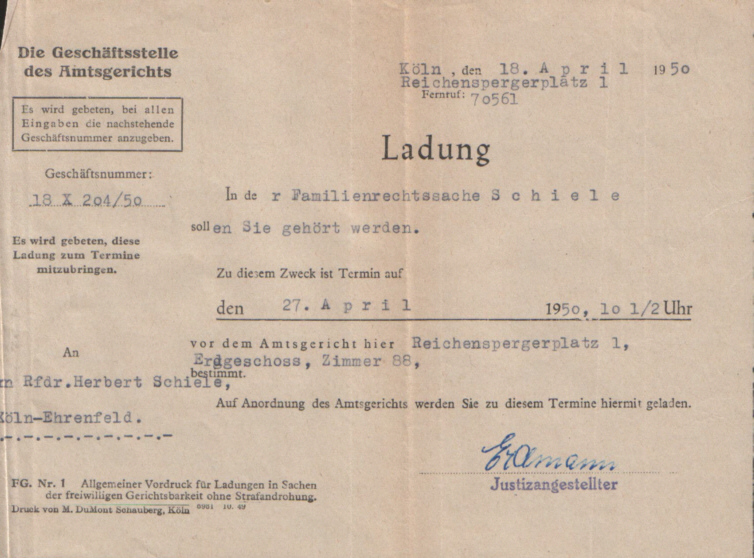 Die Geschäftsstelle
des Amtsgerichts
Es wird gebeten, bei allen
Eingaben die nachstehende
Geschäftsnummer anzugeben.
Geschäftsnummer:
18 X 204/50
Es wird gebeten, diese
Ladung zum Termine
mitzubringen.
An
rn Rfdr.Herbert Schiele,
Köln-Ehrenfeld.
-.-.-.-.-.-.-.-.-
Köln , den 18. A p r i l 1950
Reichenspergerplatz 1
Fernruf: 70561
Ladung
In de r Familienrechtssache S c h i e l e
sollen Sie gehört werden.
Zu diesem Zweck ist Termin auf
den 27. A p r i l 1950, 10 1/2 Uhr
vor dem Amtsgericht hier Reichenspergerplatz 1,
Erdgeschoss, Zimmer 88,
bestimmt.
Auf Anordnung des Amtsgerichts werden Sie zu diesem Termine hiermit geladen.
Erdmann
Justizangestellter
FG. Nr. 1 Allgemeiner Vordruck für Ladungen in Sachen
der freiwilligen Gerichtsbarkeit ohne Strafandrohung.
Druck von M. DuMont Schauberg, Köln 10. 49